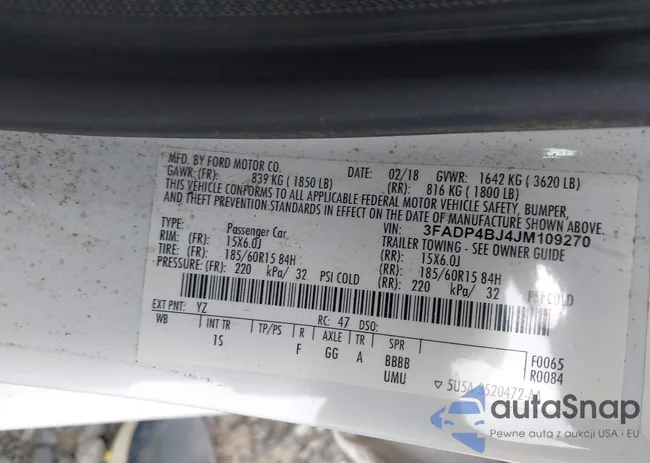 MFD. BY FORD MOTOR CO. DATE: 02/18 GVWR: 1642 KG ( 3620 LB)
GAWR: (FR): 839 KG ( 1850 LB) (RR): 816 KG ( 1800 LB)
THIS VEHICLE CONFORMS TO ALL APPLICABLE FEDERAL MOTOR VEHICLE SAFETY, BUMPER,
AND THEFT PREVENTION STANDARDS IN EFFECT ON THE DATE OF MANUFACTURE SHOWN ABOVE.
VIN: 3FADP4BJ4JM109270
TYPE: Passenger Car TRAILER TOWING - SEE OWNER GUIDE
RIM: (FR): 15X6.0J (RR): 15X6.0J
TIRE: (FR): 185/60R15 84H (RR): 185/60R15 84H
PRESSURE: (FR): 220 kPa/ 32 PSI COLD (RR): 220 kPa/ 32 PSI COLD
EXT PNT: YZ RC: 47 DSO:
WB INT TR TP/PS R AXLE TR SPR F0065
1S F GG A BBBB R0084
UMU ▽ 5U5A-3520472-AA
autaSnap
Pewne auta z aukcji USA i EU